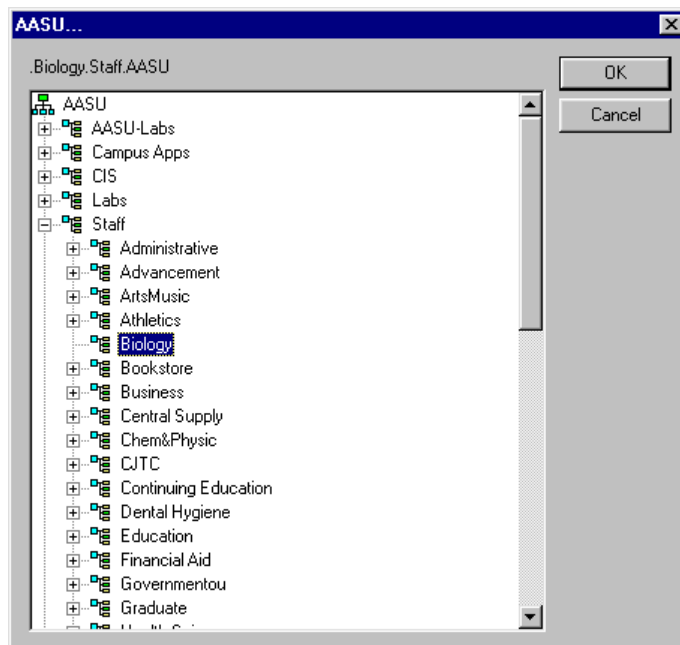 AASU...
.Biology.Staff.AASU
OK
Cancel
AASU
AASU-Labs
Campus Apps
CIS
Labs
Staff
Administrative
Advancement
ArtsMusic
Athletics
Biology
Bookstore
Business
Central Supply
Chem&Physic
CJTC
Continuing Education
Dental Hygiene
Education
Financial Aid
Governmentou
Graduate